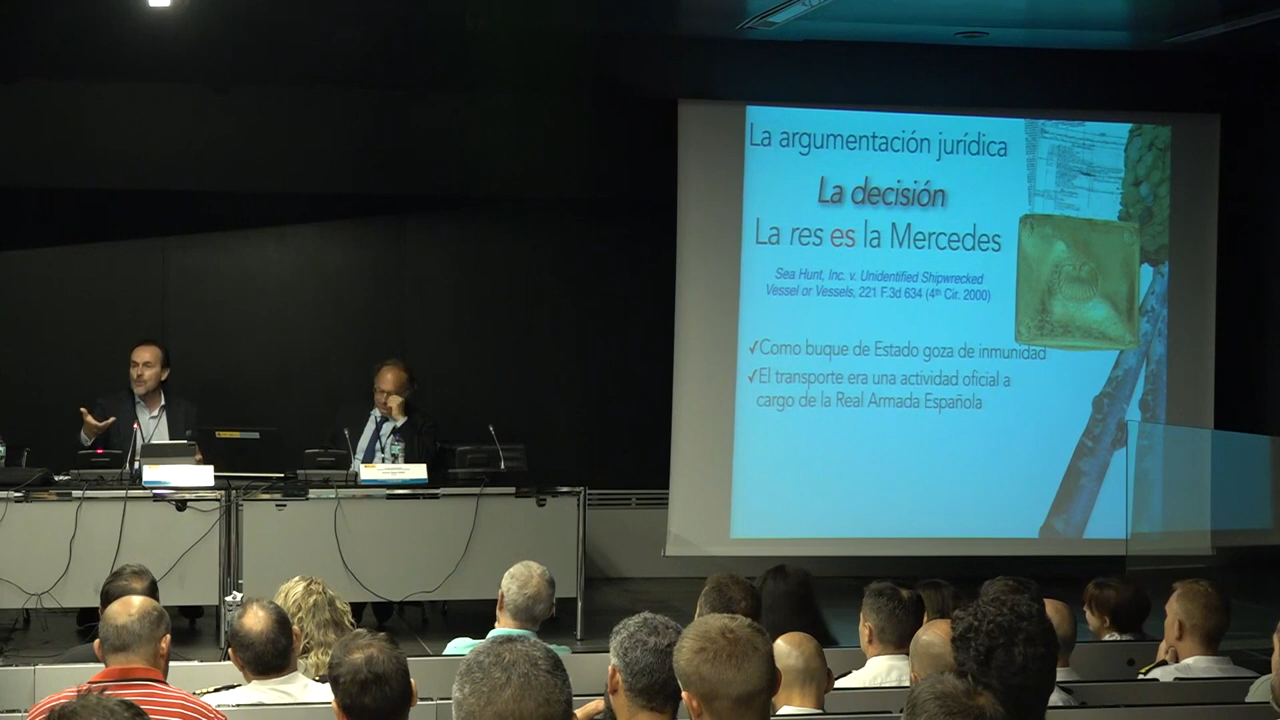 La argumentación jurídica
La decisión
La res es la Mercedes
Sea Hunt, Inc. v. Unidentified Shipwrecked
Vessel or Vessels, 221 F.3d 634 (4th Cir. 2000)
✓Como buque de Estado goza de inmunidad
✓El transporte era una actividad oficial a
cargo de la Real Armada Española